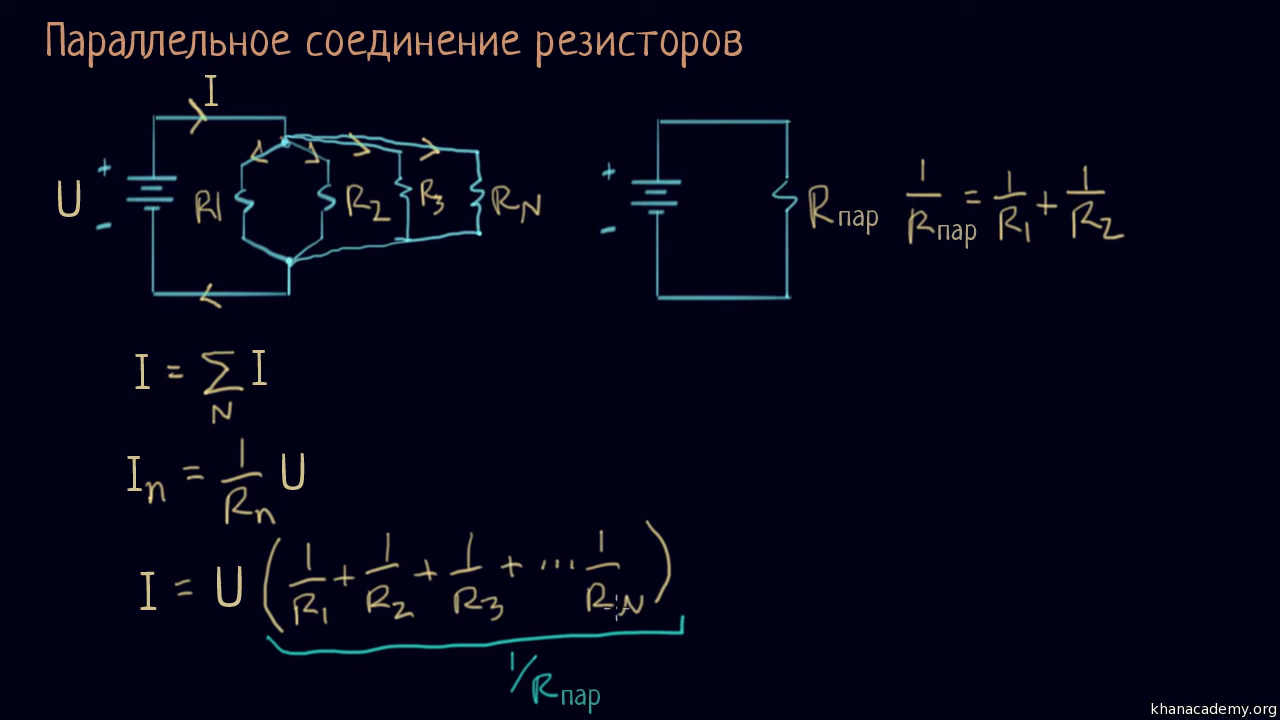 Параллельное соединение резисторов
I
+
U
-
R1
R2
R3
RN
+
-
Rпар
1/Rпар = 1/R1 + 1/R2
I = Σ I
N
In = 1/Rn U
I = U (1/R1 + 1/R2 + 1/R3 + ... 1/RN)
1/Rпар
khanacademy.org